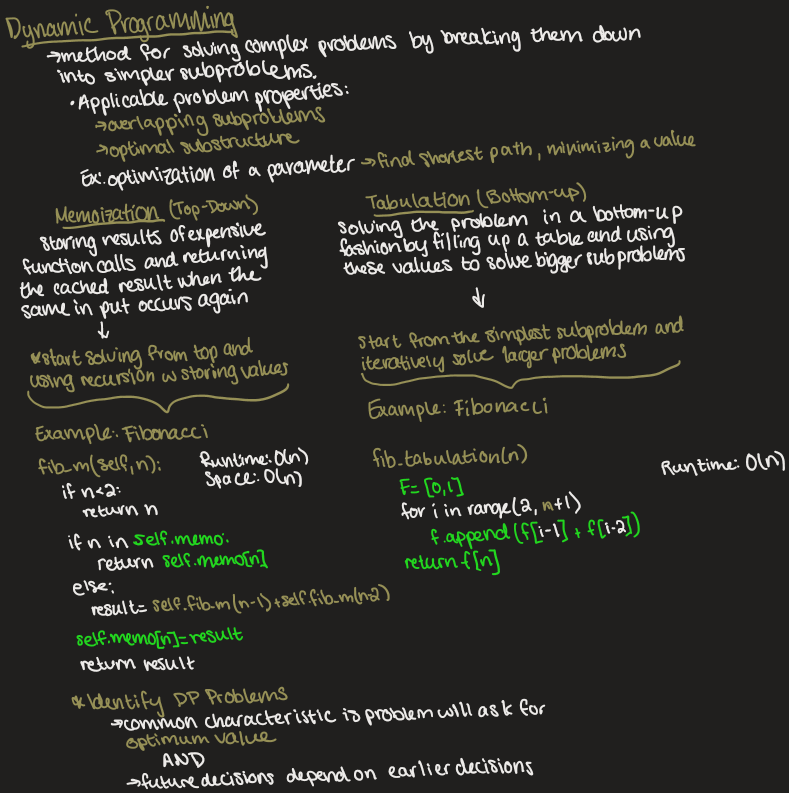 Dynamic Programming
→method for solving complex problems by breaking them down
into simpler subproblems.
• Applicable problem properties:
→overlapping subproblems
→optimal substructure
Ex: optimization of a parameter →find shortest path, minimizing a value
Memoization (Top-Down)
storing results of expensive
function calls and returning
the cached result when the
same in put occurs again
↓
*start solving from top and
using recursion w storing values
Example: Fibonacci
fib_m(self,n):
Runtime: O(n)
Space: O(n)
if n<2:
return n
if n in self.memo:
return self.memo[n]
else:
result= self.fib_m(n-1)+self.fib_m(n-2)
self.memo[n]=result
return result
Tabulation (Bottom-up)
solving the problem in a bottom-up
fashion by filling up a table and using
these values to solve bigger subproblems
↓
start from the simplest subproblem and
iteratively solve larger problems
Example: Fibonacci
fib_tabulation(n)
Runtime: O(n)
F=[0,1]
for i in range(2, n+1)
f.append(f[i-1] + f[i-2])
return f[n]
*Identify DP Problems
→common characteristic is problem will ask for
optimum value
AND
→future decisions depend on earlier decisions